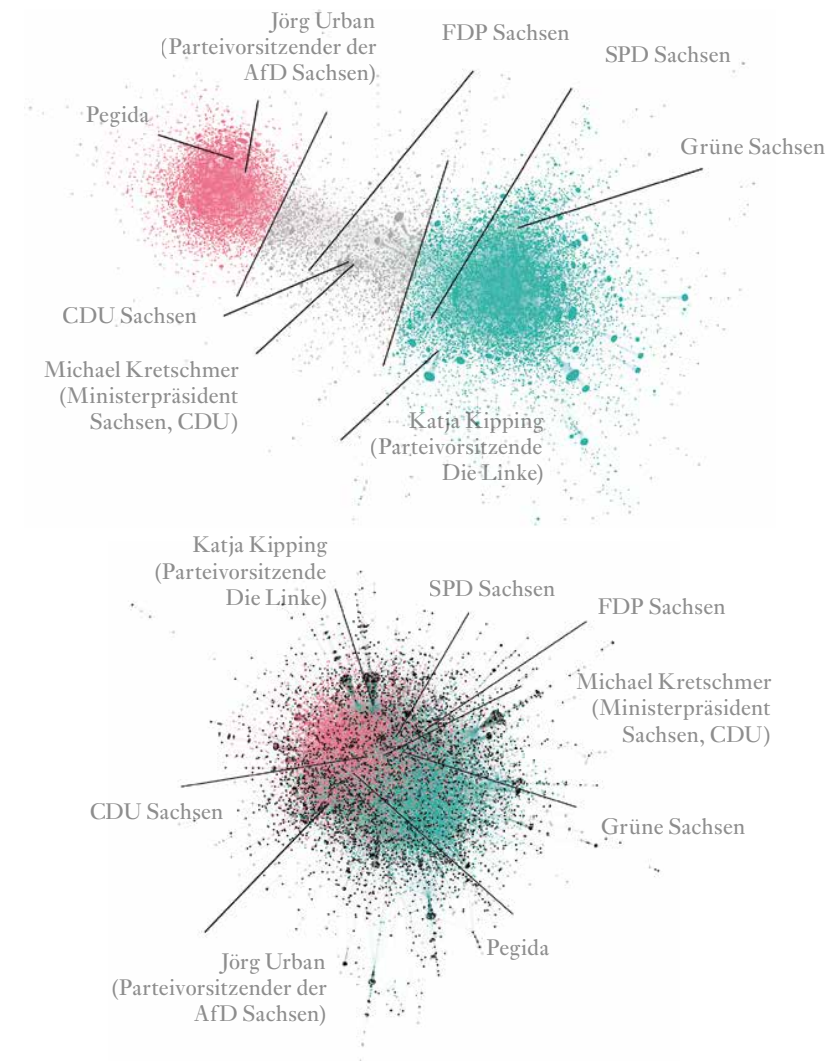 Jörg Urban
(Parteivorsitzender der
AfD Sachsen)
FDP Sachsen
SPD Sachsen
Pegida
Grüne Sachsen
CDU Sachsen
Michael Kretschmer
(Ministerpräsident
Sachsen, CDU)
Katja Kipping
(Parteivorsitzende
Die Linke)
Katja Kipping
(Parteivorsitzende
Die Linke)
SPD Sachsen
FDP Sachsen
Michael Kretschmer
(Ministerpräsident
Sachsen, CDU)
CDU Sachsen
Grüne Sachsen
Pegida
Jörg Urban
(Parteivorsitzender der
AfD Sachsen)